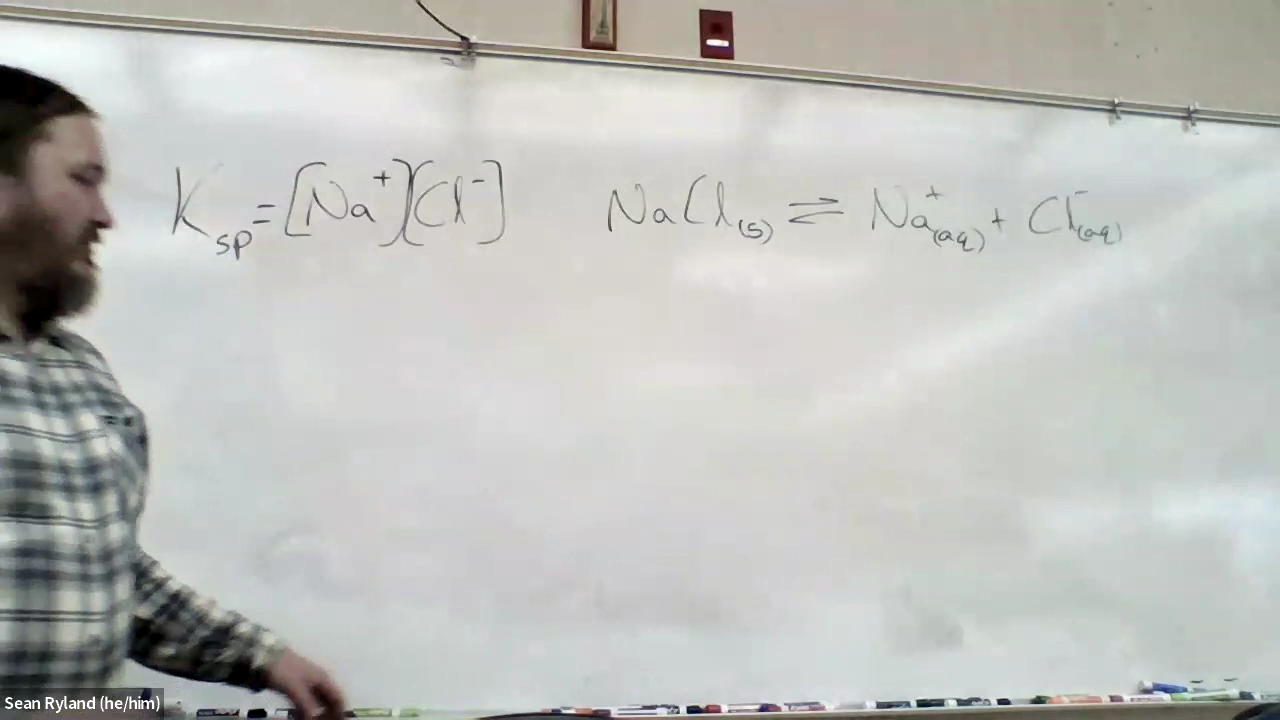 Ksp=[Na⁺][Cl⁻] NaCl(s) ⇌ Na⁺(aq) + Cl⁻(aq)
Sean Ryland (he/him)